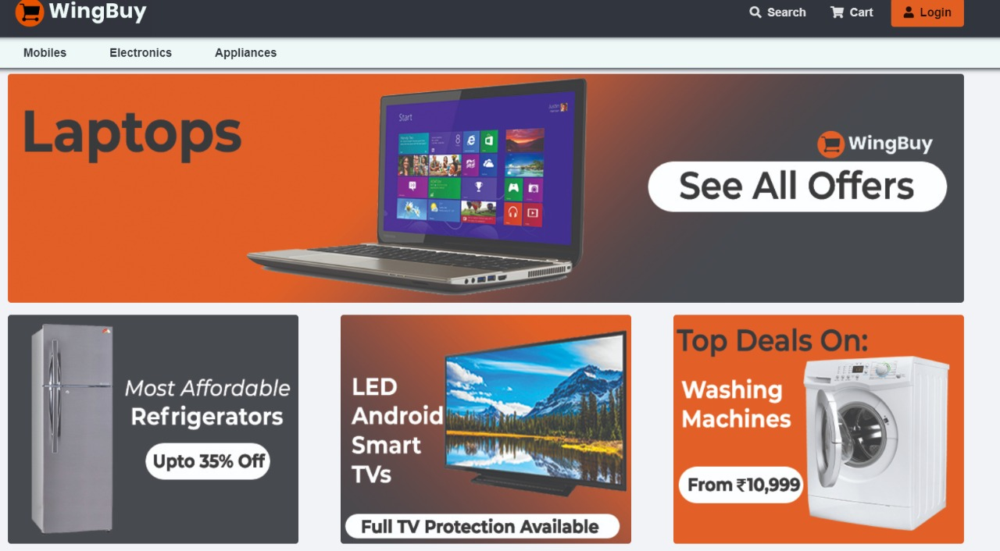 WingBuy
Search
Cart
Login
Mobiles
Electronics
Appliances
Laptops
Start
WingBuy
See All Offers
Most Affordable
Refrigerators
Upto 35% Off
LED
Android
Smart
TVs
Full TV Protection Available
Top Deals On:
Washing
Machines
From ₹10,999